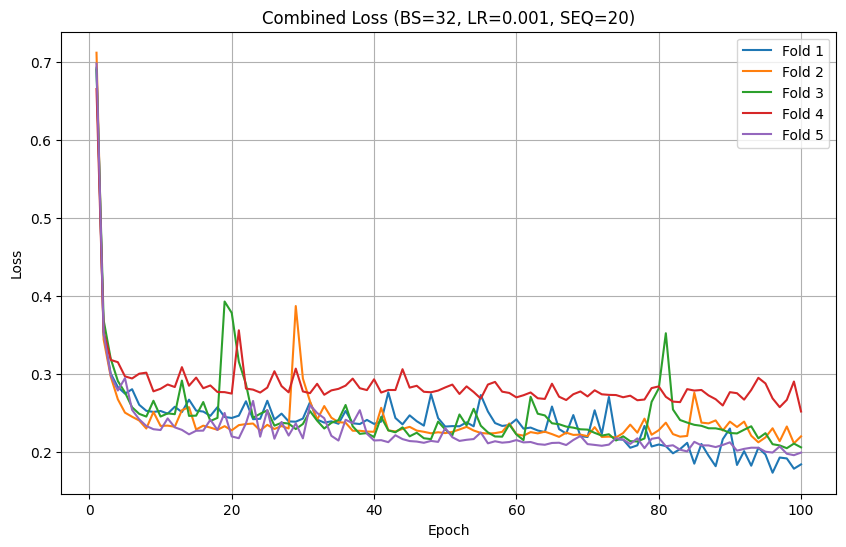 Combined Loss (BS=32, LR=0.001, SEQ=20)
Fold 1
Fold 2
Fold 3
Fold 4
Fold 5
Loss
0.7
0.6
0.5
0.4
0.3
0.2
0 20 40 60 80 100
Epoch